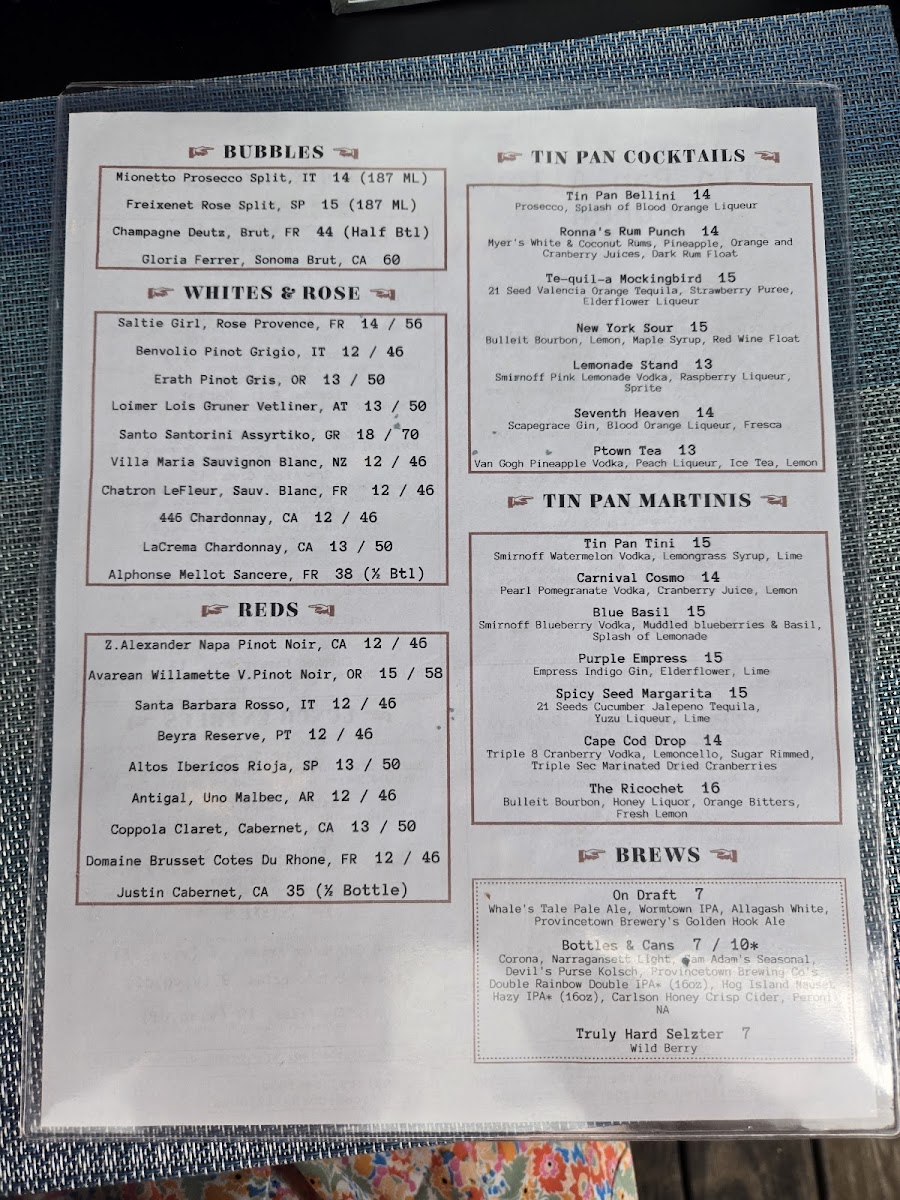 BUBBLES
Mionetto Prosecco Split, IT 14 (187 ML)
Freixenet Rose Split, SP 15 (187 ML)
Champagne Deutz, Brut, FR 44 (Half Btl)
Gloria Ferrer, Sonoma Brut, CA 60
WHITES & ROSE
Saltie Girl, Rose Provence, FR 14 / 56
Benvolio Pinot Grigio, IT 12 / 46
Erath Pinot Gris, OR 13 / 50
Loimer Lois Gruner Vetliner, AT 13 / 50
Santo Santorini Assyrtiko, GR 18 / 70
Villa Maria Sauvignon Blanc, NZ 12 / 46
Chatron LeFleur, Sauv. Blanc, FR 12 / 46
446 Chardonnay, CA 12 / 46
LaCrema Chardonnay, CA 13 / 50
Alphonse Mellot Sancere, FR 38 (½ Btl)
REDS
Z.Alexander Napa Pinot Noir, CA 12 / 46
Avarean Willamette V.Pinot Noir, OR 15 / 58
Santa Barbara Rosso, IT 12 / 46
Beyra Reserve, PT 12 / 46
Altos Ibericos Rioja, SP 13 / 50
Antigal, Uno Malbec, AR 12 / 46
Coppola Claret, Cabernet, CA 13 / 50
Domaine Brusset Cotes Du Rhone, FR 12 / 46
Justin Cabernet, CA 35 (½ Bottle)
TIN PAN COCKTAILS
Tin Pan Bellini 14
Prosecco, Splash of Blood Orange Liqueur
Ronna's Rum Punch 14
Myer's White & Coconut Rums, Pineapple, Orange and
Cranberry Juices, Dark Rum Float
Te-quil-a Mockingbird 15
21 Seed Valencia Orange Tequila, Strawberry Puree,
Elderflower Liqueur
New York Sour 15
Bulleit Bourbon, Lemon, Maple Syrup, Red Wine Float
Lemonade Stand 13
Smirnoff Pink Lemonade Vodka, Raspberry Liqueur,
Sprite
Seventh Heaven 14
Scapegrace Gin, Blood Orange Liqueur, Fresca
Ptown Tea 13
Van Gogh Pineapple Vodka, Peach Liqueur, Ice Tea, Lemon
TIN PAN MARTINIS
Tin Pan Tini 15
Smirnoff Watermelon Vodka, Lemongrass Syrup, Lime
Carnival Cosmo 14
Pearl Pomegranate Vodka, Cranberry Juice, Lemon
Blue Basil 15
Smirnoff Blueberry Vodka, Muddled blueberries & Basil,
Splash of Lemonade
Purple Empress 15
Empress Indigo Gin, Elderflower, Lime
Spicy Seed Margarita 15
21 Seeds Cucumber Jalepeno Tequila,
Yuzu Liqueur, Lime
Cape Cod Drop 14
Triple 8 Cranberry Vodka, Lemoncello, Sugar Rimmed,
Triple Sec Marinated Dried Cranberries
The Ricochet 16
Bulleit Bourbon, Honey Liquor, Orange Bitters,
Fresh Lemon
BREWS
On Draft 7
Whale's Tale Pale Ale, Wormtown IPA, Allagash White,
Provincetown Brewery's Golden Hook Ale
Bottles & Cans 7 / 10*
Corona, Narragansett Light, Sam Adam's Seasonal,
Devil's Purse Kolsch, Provincetown Brewing Co's
Double Rainbow Double IPA* (16oz), Hog Island Nauset
Hazy IPA* (16oz), Carlson Honey Crisp Cider, Peroni
NA
Truly Hard Selzter 7
Wild Berry